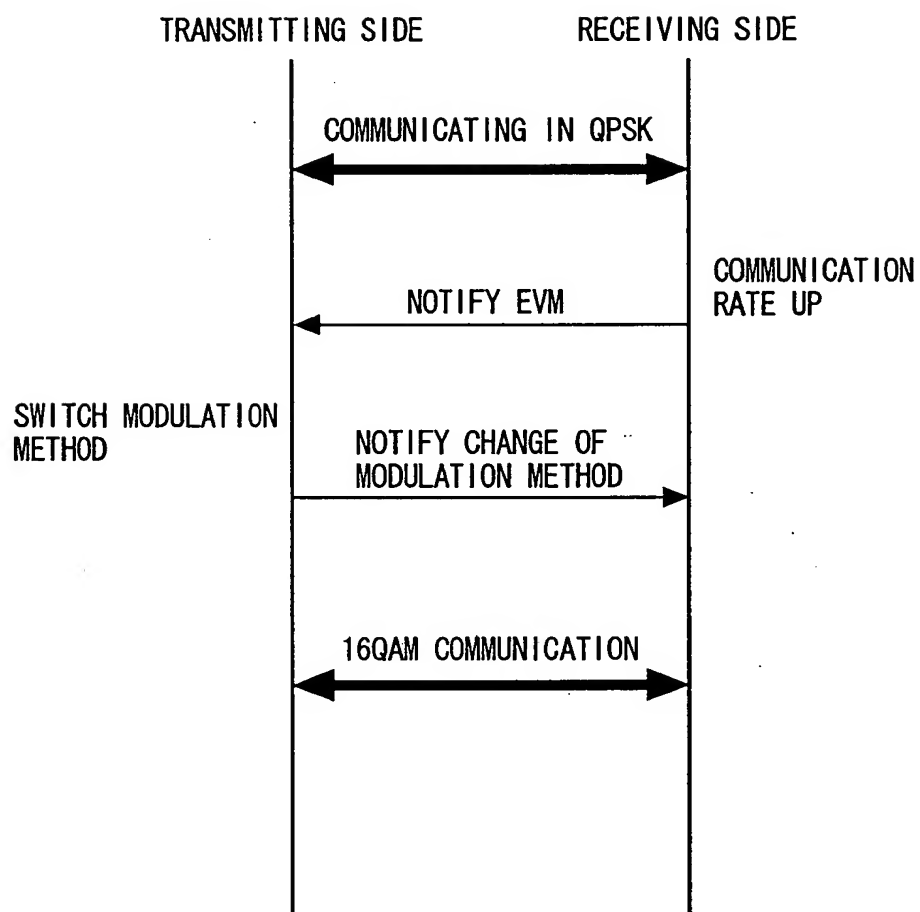 TRANSMITTING SIDE
RECEIVING SIDE
COMMUNICATING IN QPSK
COMMUNICATION
RATE UP
NOTIFY EVM
SWITCH MODULATION
METHOD
NOTIFY CHANGE OF
MODULATION METHOD
16QAM COMMUNICATION